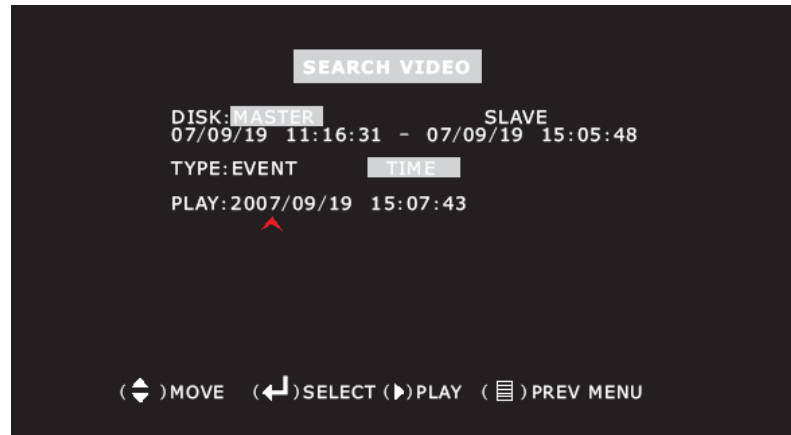 SEARCH VIDEO
DISK:MASTER SLAVE
07/09/19 11:16:31 - 07/09/19 15:05:48
TYPE:EVENT TIME
PLAY:2007/09/19 15:07:43
( )MOVE ( )SELECT ( )PLAY ( )PREV MENU